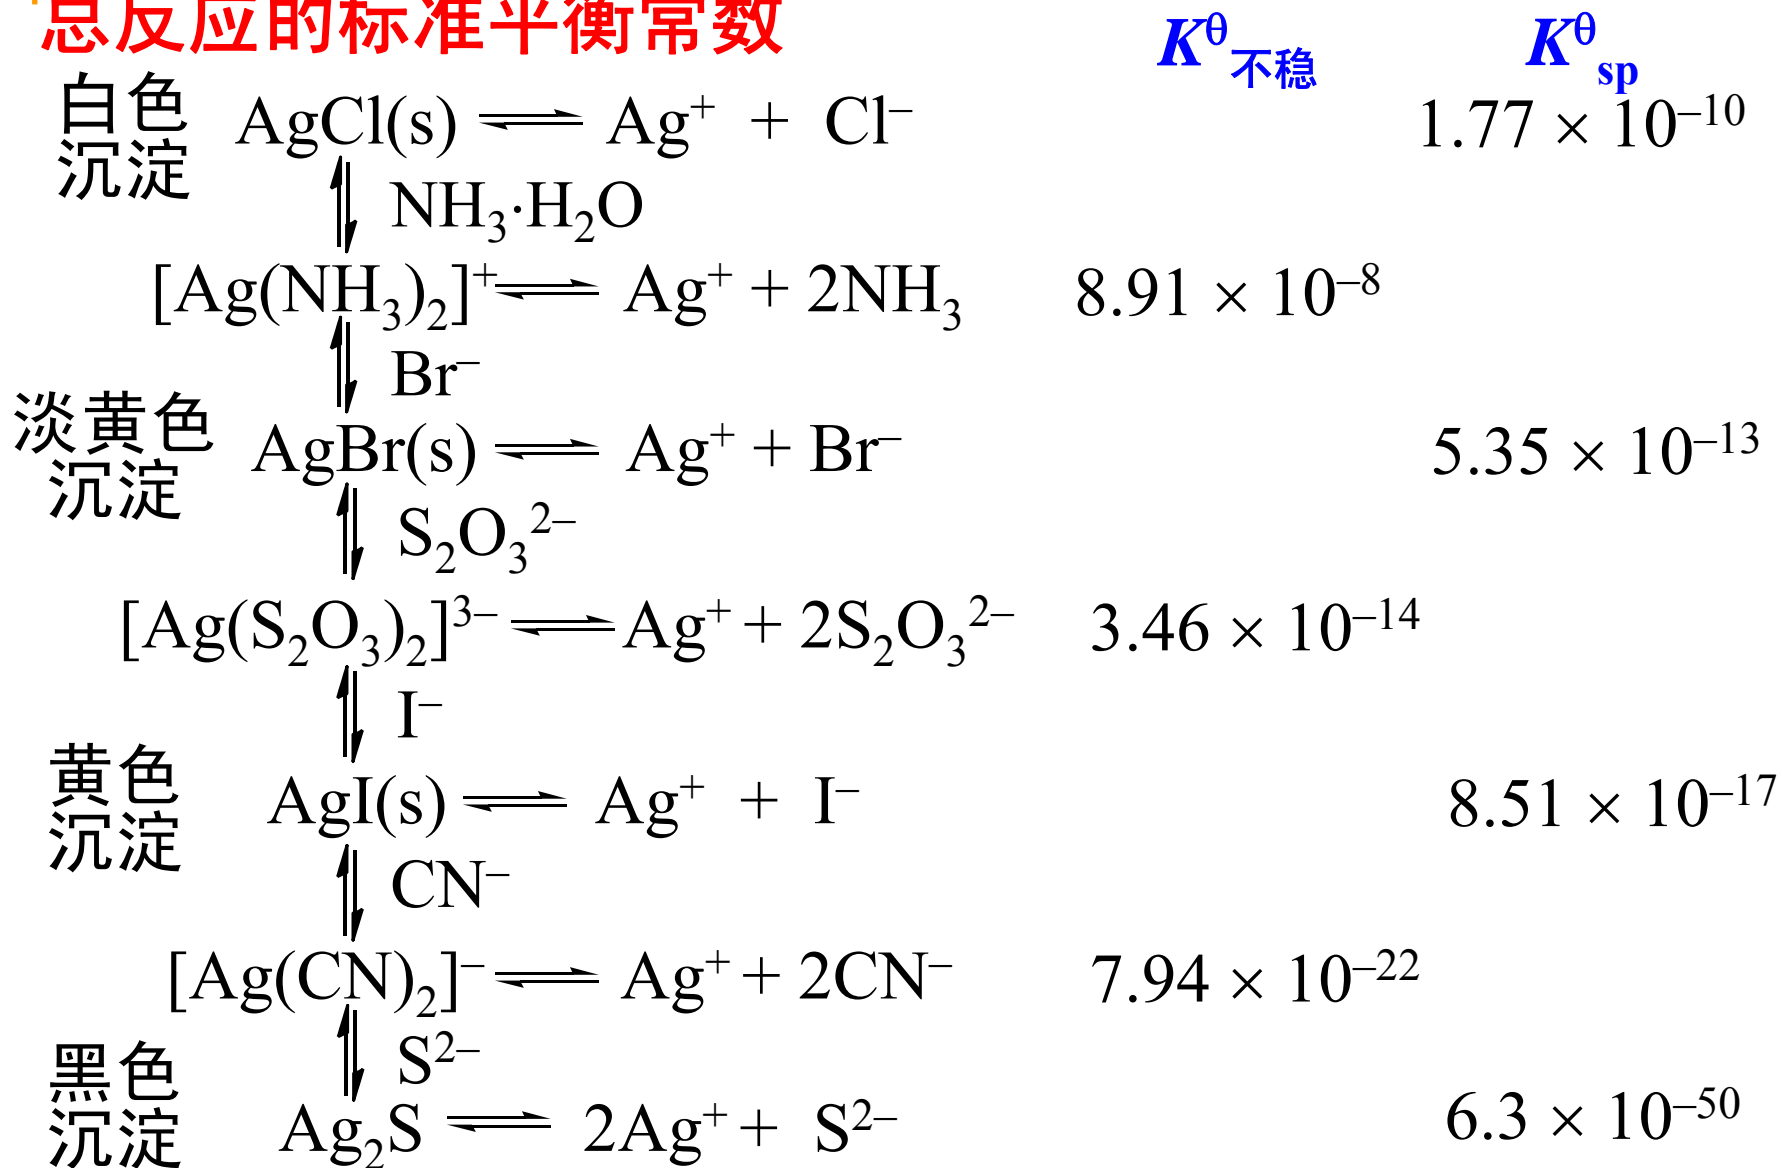 总反应的标准平衡常数 Kθ不稳 Kθsp
白色沉淀 AgCl(s) ⇌ Ag⁺ + Cl⁻ 1.77 × 10⁻¹⁰
NH₃·H₂O
[Ag(NH₃)₂]⁺ ⇌ Ag⁺ + 2NH₃ 8.91 × 10⁻⁸
Br⁻
淡黄色沉淀 AgBr(s) ⇌ Ag⁺ + Br⁻ 5.35 × 10⁻¹³
S₂O₃²⁻
[Ag(S₂O₃)₂]³⁻ ⇌ Ag⁺ + 2S₂O₃²⁻ 3.46 × 10⁻¹⁴
I⁻
黄色沉淀 AgI(s) ⇌ Ag⁺ + I⁻ 8.51 × 10⁻¹⁷
CN⁻
[Ag(CN)₂]⁻ ⇌ Ag⁺ + 2CN⁻ 7.94 × 10⁻²²
S²⁻
黑色沉淀 Ag₂S ⇌ 2Ag⁺ + S²⁻ 6.3 × 10⁻⁵⁰